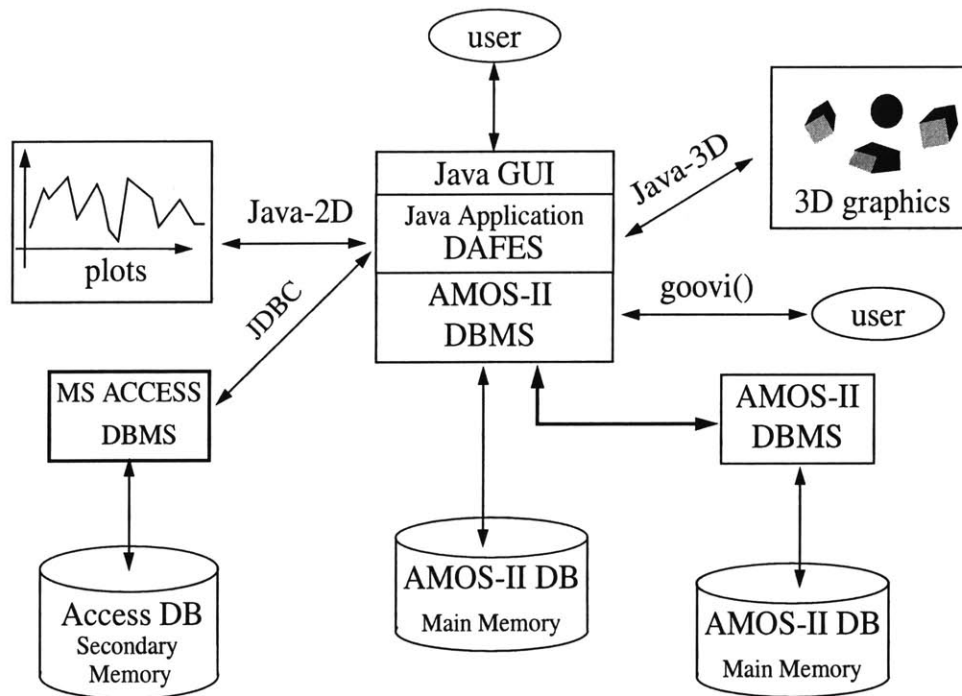 user
Java GUI
Java Application
DAFES
AMOS-II
DBMS
Java-2D
plots
Java-3D
3D graphics
JDBC
goovi()
user
MS ACCESS
DBMS
AMOS-II
DBMS
Access DB
Secondary
Memory
AMOS-II DB
Main Memory
AMOS-II DB
Main Memory